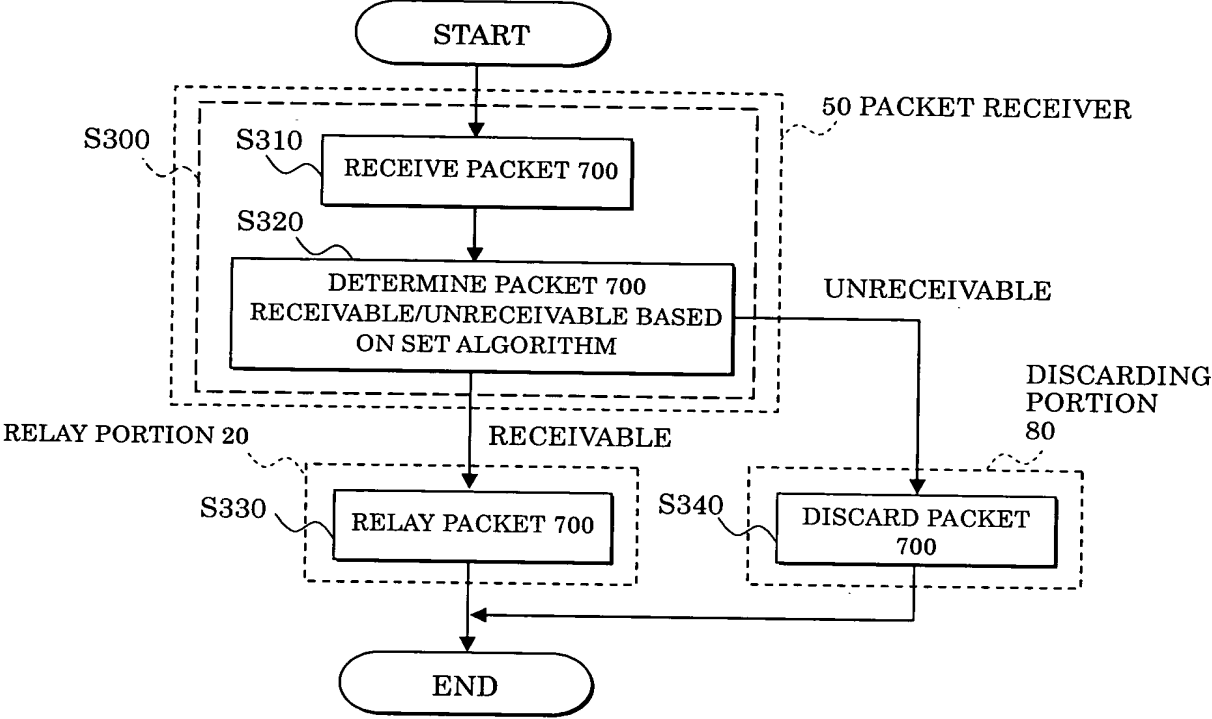 START
50 PACKET RECEIVER
S300
S310
RECEIVE PACKET 700
S320
DETERMINE PACKET 700
RECEIVABLE/UNRECEIVABLE BASED
ON SET ALGORITHM
UNRECEIVABLE
DISCARDING
PORTION
80
RELAY PORTION 20
RECEIVABLE
S330
RELAY PACKET 700
S340
DISCARD PACKET
700
END